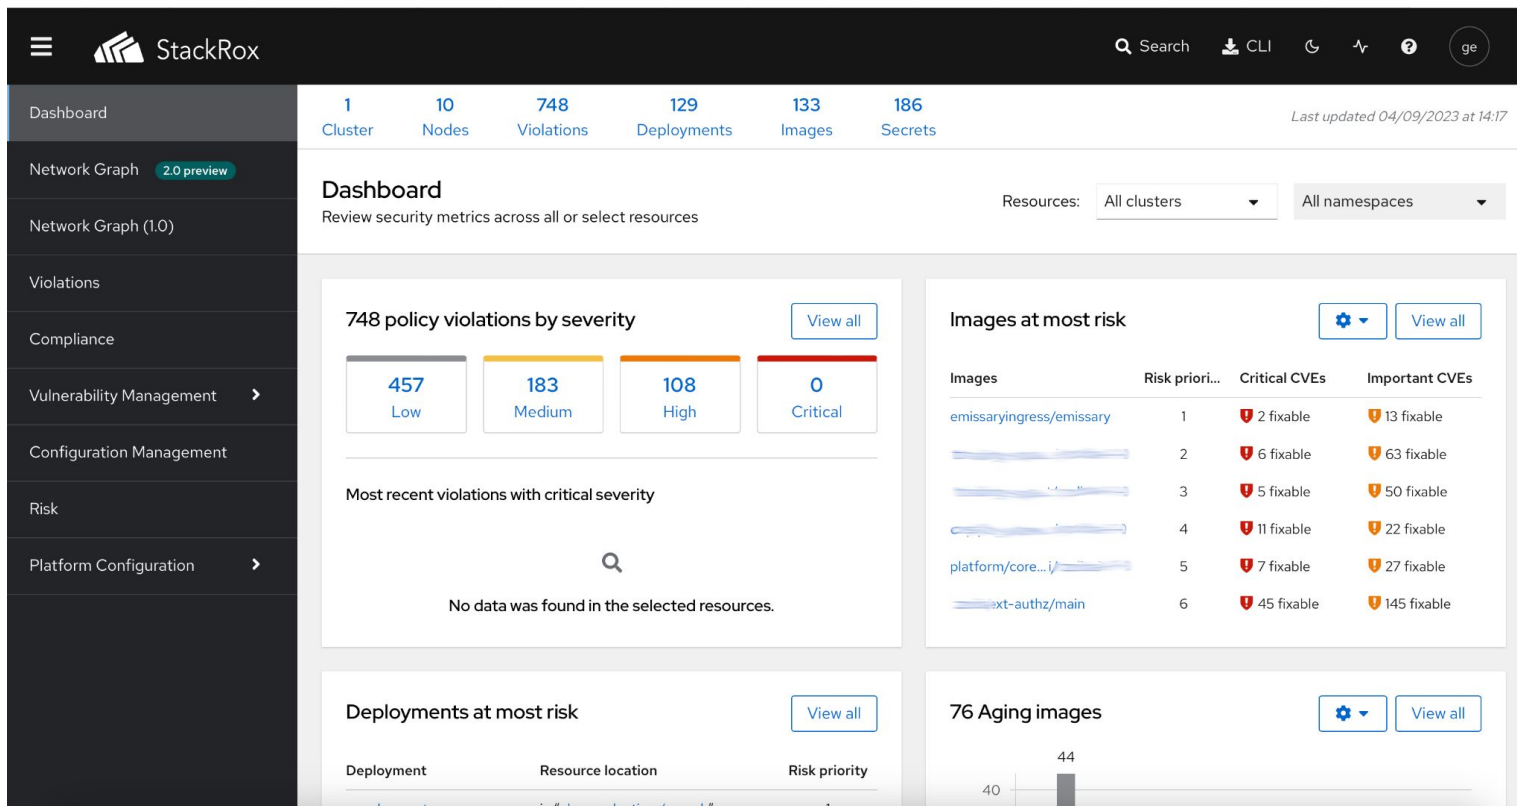 StackRox
Search CLI ge
Dashboard
Network Graph 2.0 preview
Network Graph (1.0)
Violations
Compliance
Vulnerability Management
Configuration Management
Risk
Platform Configuration
1 10 748 129 133 186
Cluster Nodes Violations Deployments Images Secrets
Last updated 04/09/2023 at 14:17
Dashboard
Review security metrics across all or select resources
Resources: All clusters All namespaces
748 policy violations by severity View all
457 183 108 0
Low Medium High Critical
Most recent violations with critical severity
No data was found in the selected resources.
Images at most risk View all
Images Risk priori... Critical CVEs Important CVEs
emissaryingress/emissary 1 2 fixable 13 fixable
2 6 fixable 63 fixable
3 5 fixable 50 fixable
4 11 fixable 22 fixable
platform/core... 5 7 fixable 27 fixable
xt-authz/main 6 45 fixable 145 fixable
Deployments at most risk View all
Deployment Resource location Risk priority
76 Aging images View all
44
40